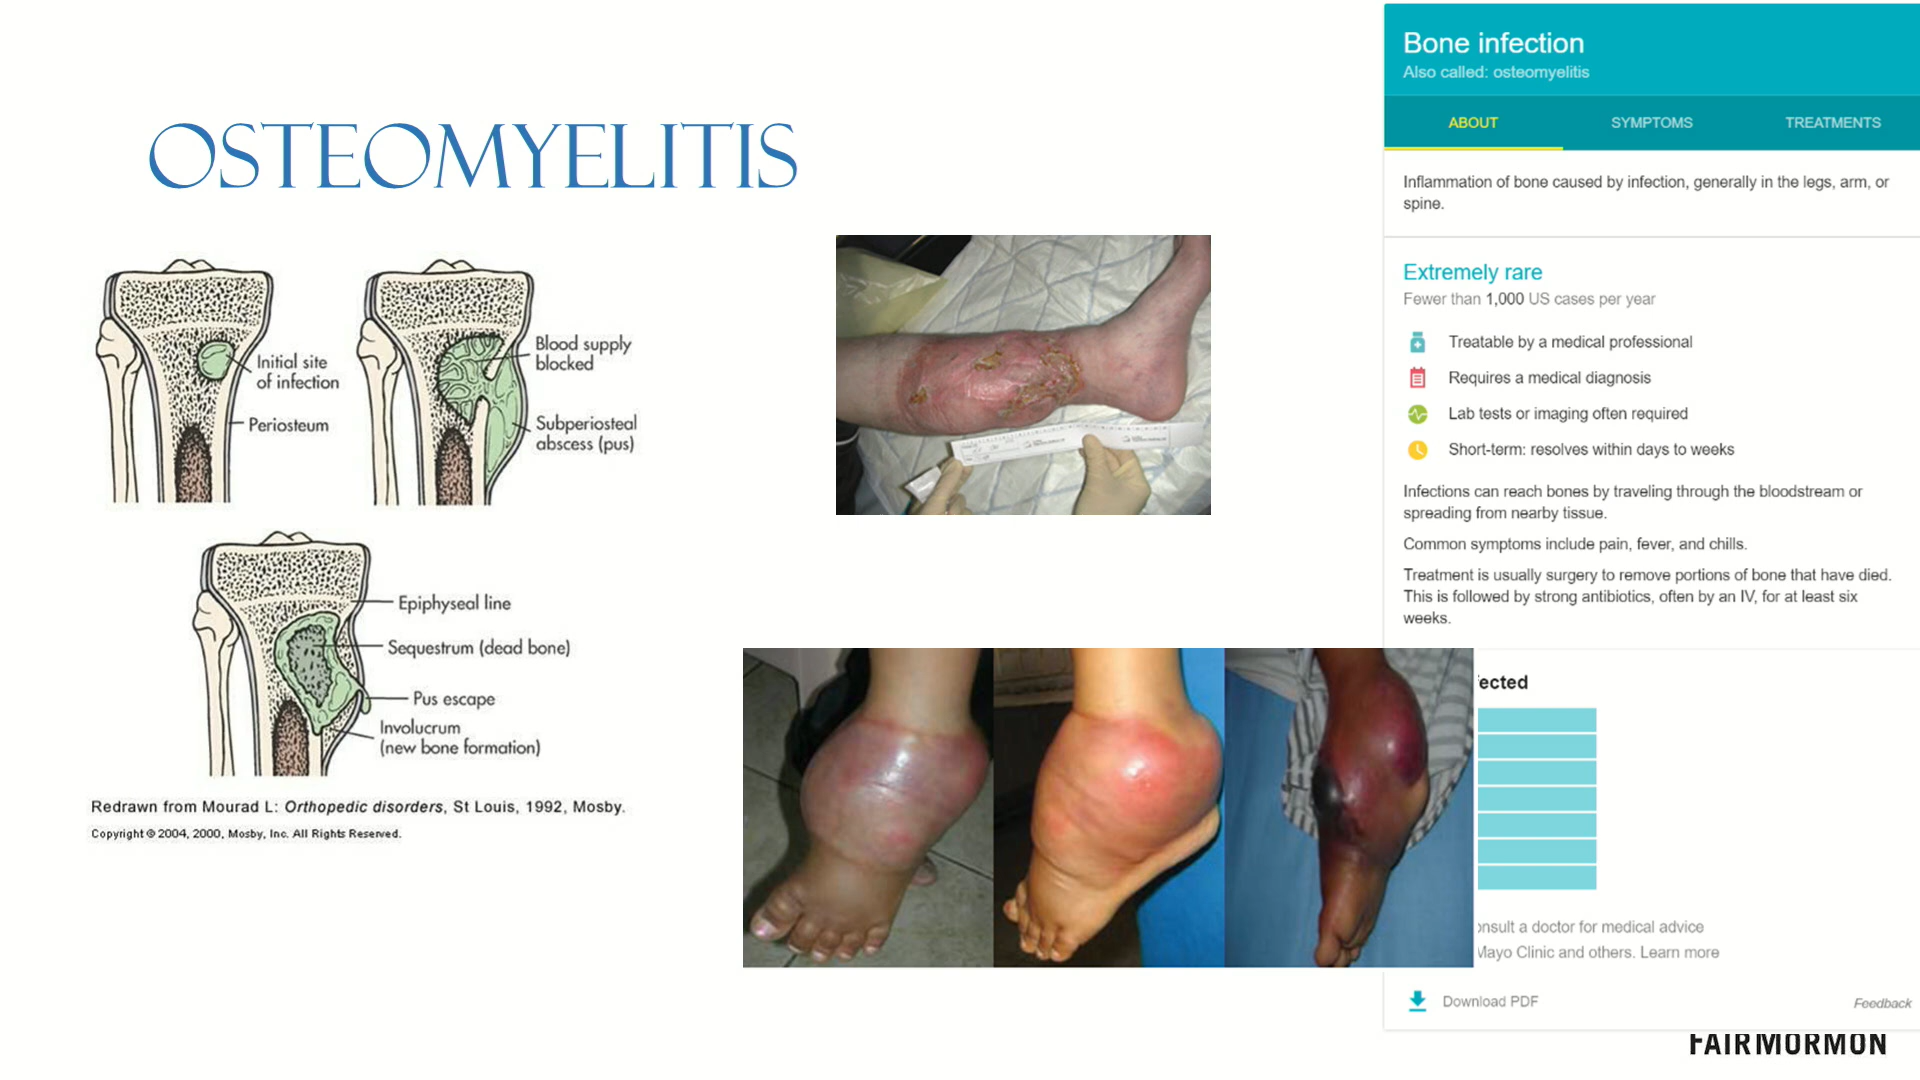 OSTEOMYELITIS
Initial site
of infection
Periosteum
Blood supply
blocked
Subperiosteal
abscess (pus)
Epiphyseal line
Sequestrum (dead bone)
Pus escape
Involucrum
(new bone formation)
Redrawn from Mourad L: Orthopedic disorders, St Louis, 1992, Mosby.
Copyright © 2004, 2000, Mosby, Inc. All Rights Reserved.
Bone infection
Also called: osteomyelitis
ABOUT SYMPTOMS TREATMENTS
Inflammation of bone caused by infection, generally in the legs, arm, or
spine.
Extremely rare
Fewer than 1,000 US cases per year
Treatable by a medical professional
Requires a medical diagnosis
Lab tests or imaging often required
Short-term: resolves within days to weeks
Infections can reach bones by traveling through the bloodstream or
spreading from nearby tissue.
Common symptoms include pain, fever, and chills.
Treatment is usually surgery to remove portions of bone that have died.
This is followed by strong antibiotics, often by an IV, for at least six
weeks.
ected
nsult a doctor for medical advice
Mayo Clinic and others. Learn more
Download PDF
Feedback
FAIRMORMON